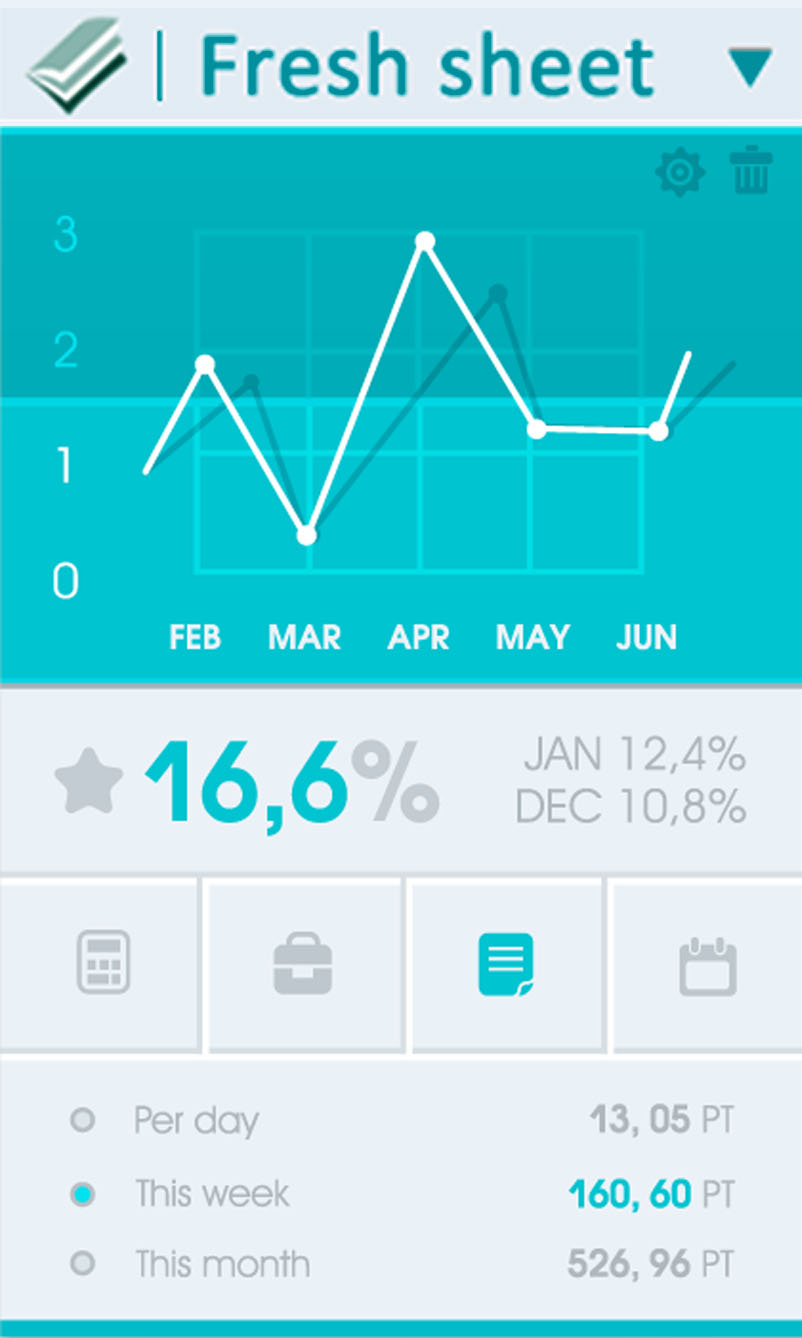 Fresh sheet
3
2
1
0
FEB MAR APR MAY JUN
16,6%
JAN 12,4%
DEC 10,8%
Per day 13, 05 PT
This week 160, 60 PT
This month 526, 96 PT